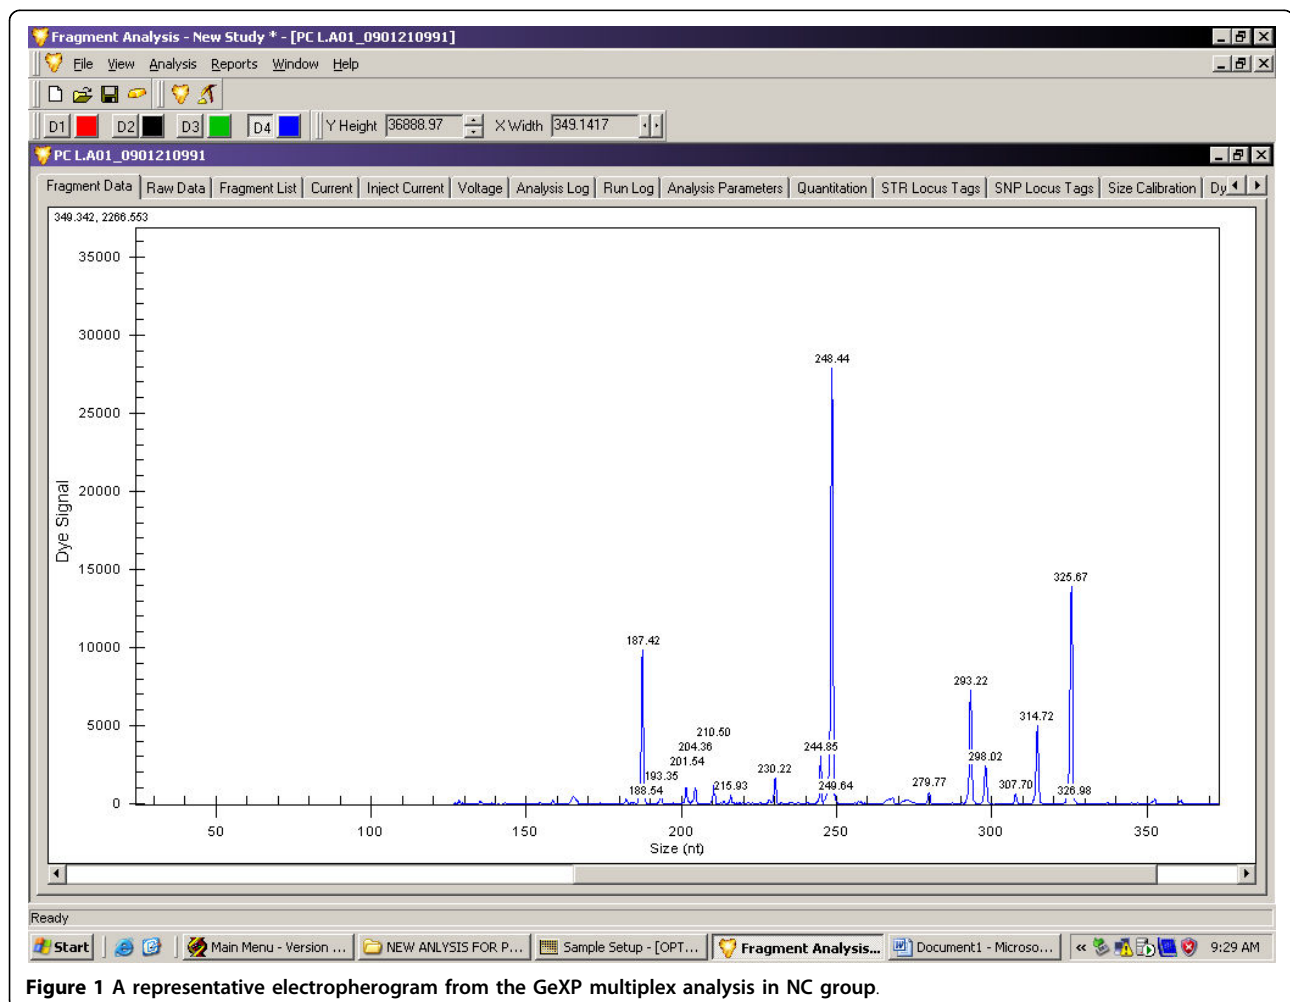 Fragment Analysis - New Study * - [PC L.A01_0901210991]
File View Analysis Reports Window Help
D1 D2 D3 D4 Y Height 36888.97 X Width 349.1417
PC L.A01_0901210991
Fragment Data Raw Data Fragment List Current Inject Current Voltage Analysis Log Run Log Analysis Parameters Quantitation STR Locus Tags SNP Locus Tags Size Calibration Dy
349.342, 2266.553
35000
30000
248.44
25000
20000
Dye Signal
15000
325.67
10000
187.42
293.22
5000
210.50
314.72
204.36
244.85
201.54
298.02
230.22
193.35
215.93
279.77
307.70
188.54
249.64
326.98
0
50 100 150 200 250 300 350
Size (nt)
Ready
Start Main Menu - Version ... NEW ANLYSIS FOR P... Sample Setup - [OPT... Fragment Analysis... Document1 - Microso... « 9:29 AM
Figure 1 A representative electropherogram from the GeXP multiplex analysis in NC group.